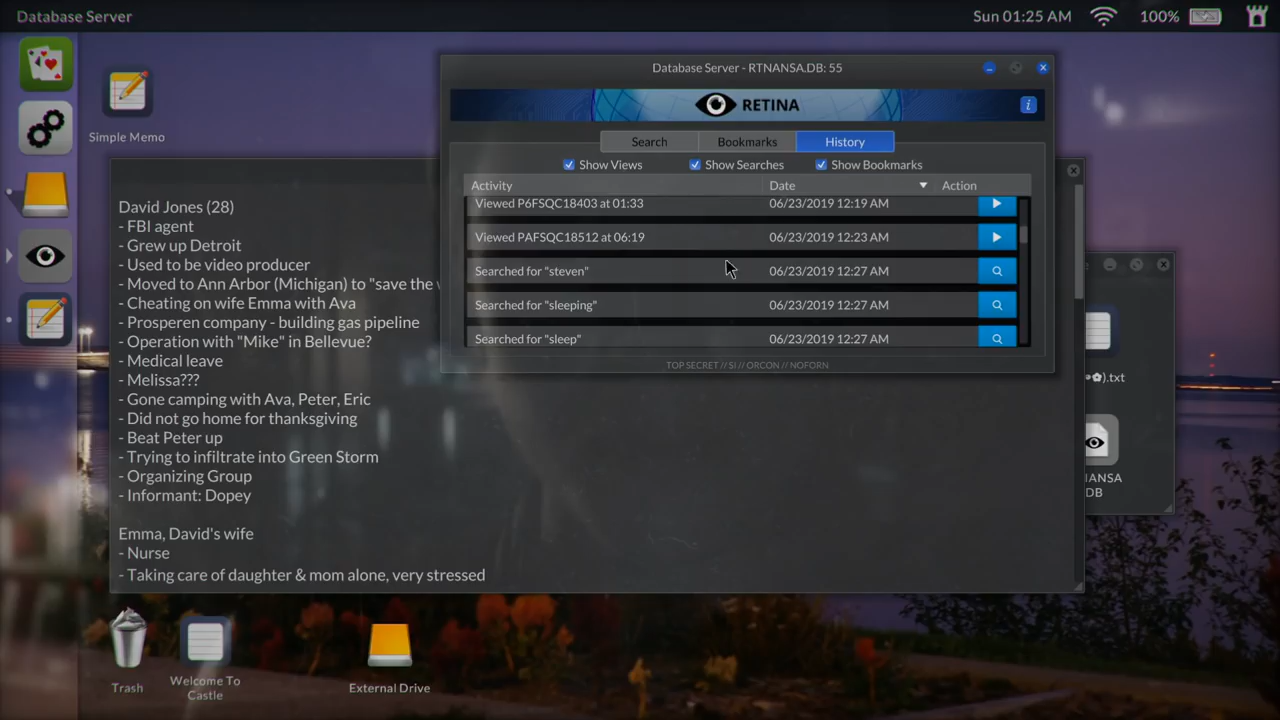 Database Server
Sun 01:25 AM
100%
Simple Memo
Database Server - RTNANSA.DB: 55
RETINA
i
Search
Bookmarks
History
Show Views
Show Searches
Show Bookmarks
Activity
Date
Action
Viewed P6FSQC18403 at 01:33
06/23/2019 12:19 AM
Viewed PAFSQC18512 at 06:19
06/23/2019 12:23 AM
Searched for "steven"
06/23/2019 12:27 AM
Searched for "sleeping"
06/23/2019 12:27 AM
Searched for "sleep"
06/23/2019 12:27 AM
TOP SECRET // SI // ORCON // NOFORN
David Jones (28)
- FBI agent
- Grew up Detroit
- Used to be video producer
- Moved to Ann Arbor (Michigan) to "save the
- Cheating on wife Emma with Ava
- Prosperen company - building gas pipeline
- Operation with "Mike" in Bellevue?
- Medical leave
- Melissa???
- Gone camping with Ava, Peter, Eric
- Did not go home for thanksgiving
- Beat Peter up
- Trying to infiltrate into Green Storm
- Organizing Group
- Informant: Dopey
Emma, David's wife
- Nurse
- Taking care of daughter & mom alone, very stressed
✿).txt
ANSA
DB
Trash
Welcome To
Castle
External Drive